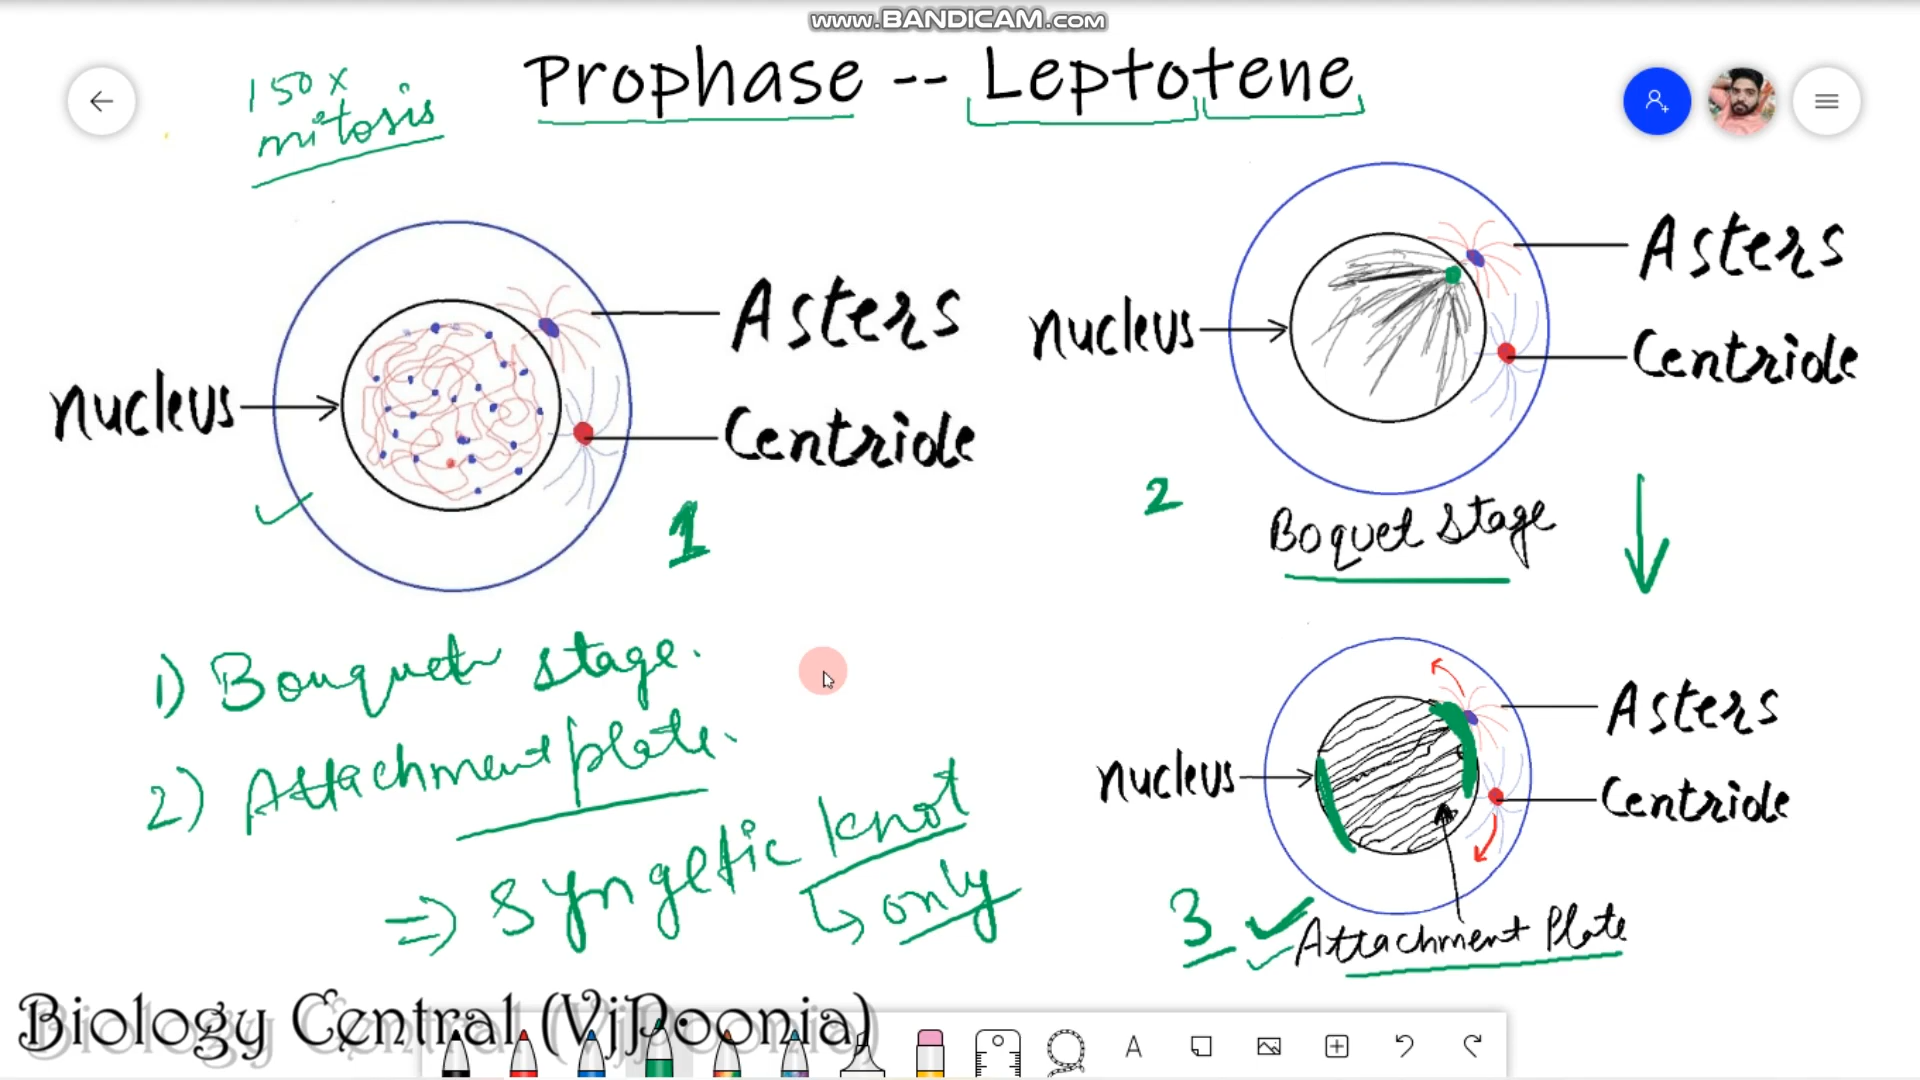 www.BANDICAM.com
Prophase -- Leptotene
150 x
mitosis
Asters
nucleus
Centriole
1
Asters
nucleus
Centriole
2
Boquet Stage
1) Bouquet stage.
2) Attachment plate.
=> Syngetic knot
↳ only
Asters
nucleus
Centriole
3 ✓
Attachment Plate
Biology Central (VjPoonia)
A